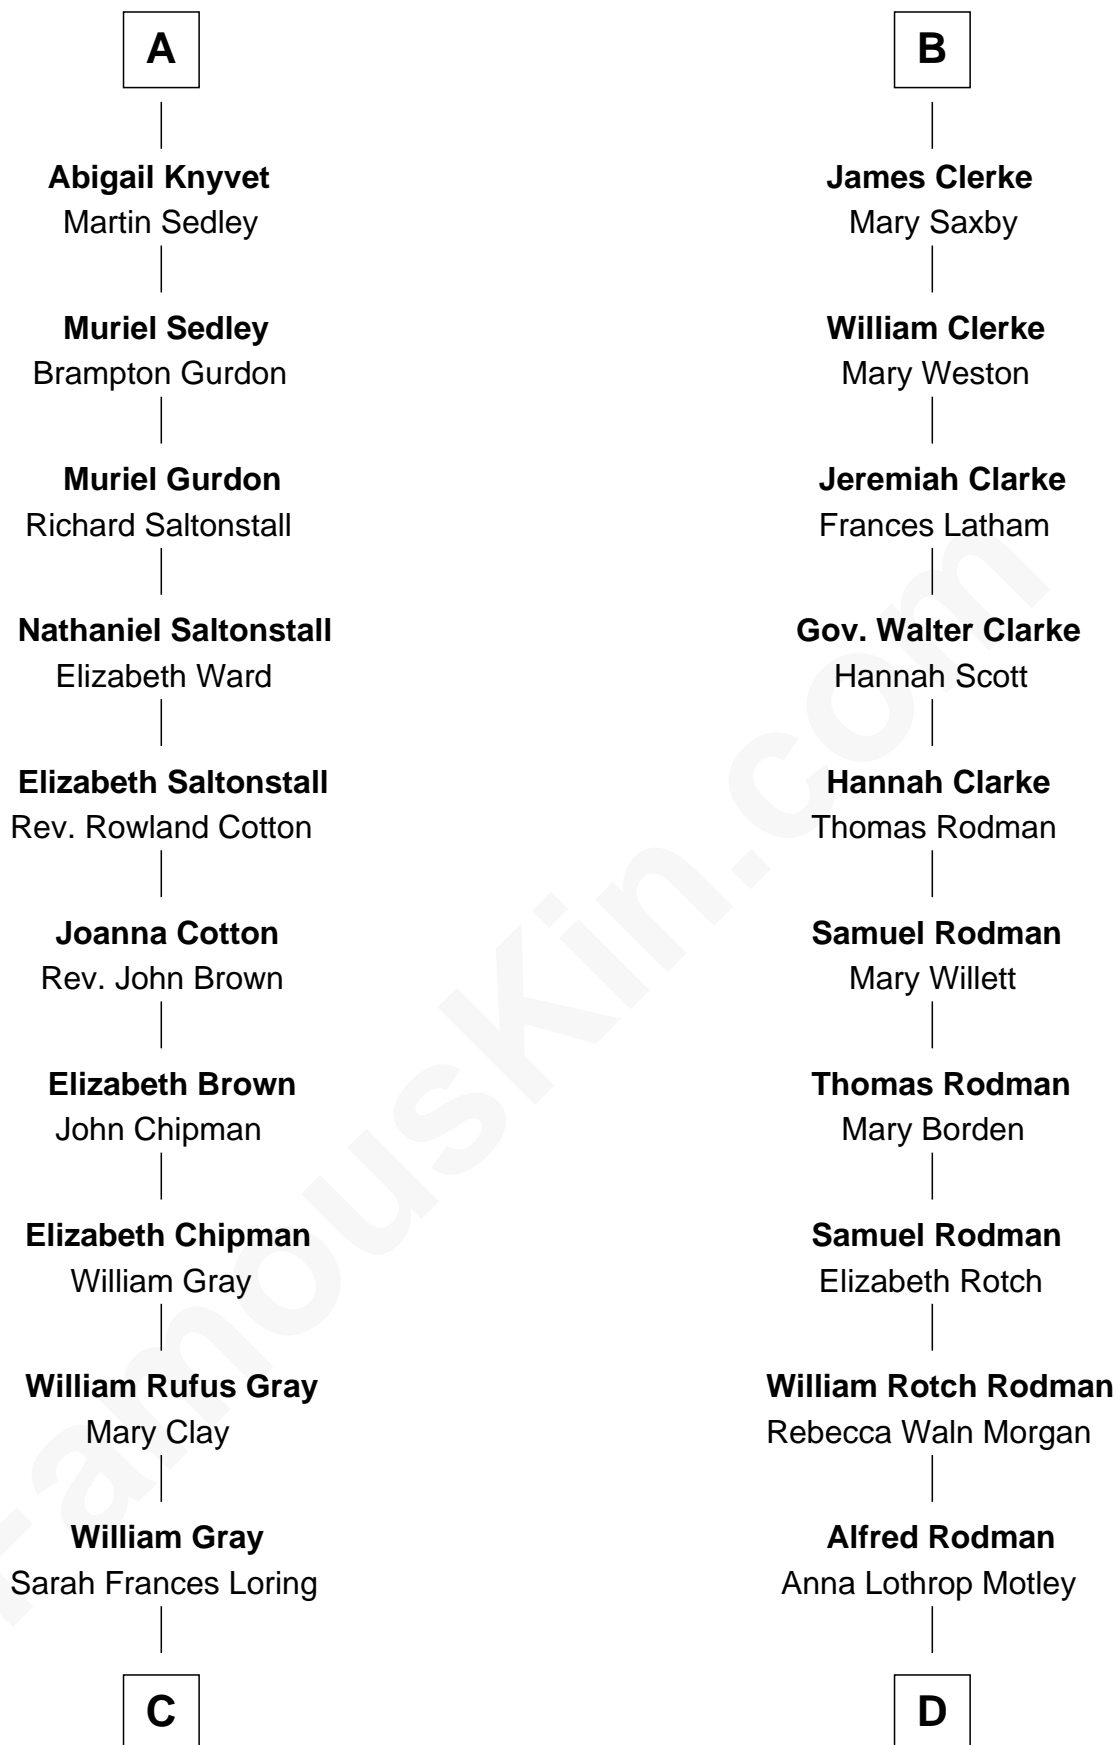 A
Abigail Knyvet
Martin Sedley
Muriel Sedley
Brampton Gurdon
Muriel Gurdon
Richard Saltonstall
Nathaniel Saltonstall
Elizabeth Ward
Elizabeth Saltonstall
Rev. Rowland Cotton
Joanna Cotton
Rev. John Brown
Elizabeth Brown
John Chipman
Elizabeth Chipman
William Gray
William Rufus Gray
Mary Clay
William Gray
Sarah Frances Loring
C
B
James Clerke
Mary Saxby
William Clerke
Mary Weston
Jeremiah Clarke
Frances Latham
Gov. Walter Clarke
Hannah Scott
Hannah Clarke
Thomas Rodman
Samuel Rodman
Mary Willett
Thomas Rodman
Mary Borden
Samuel Rodman
Elizabeth Rotch
William Rotch Rodman
Rebecca Waln Morgan
Alfred Rodman
Anna Lothrop Motley
D
FamousKin.com